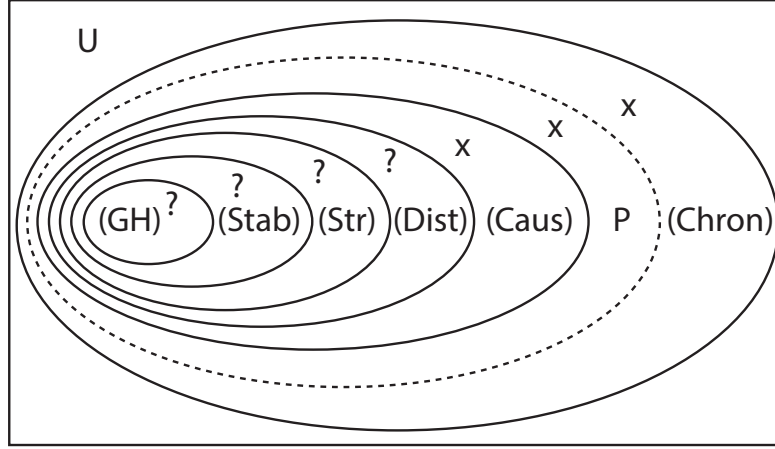 U
x
x
x
?
?
?
?
(GH) (Stab) (Str) (Dist) (Caus) P (Chron)